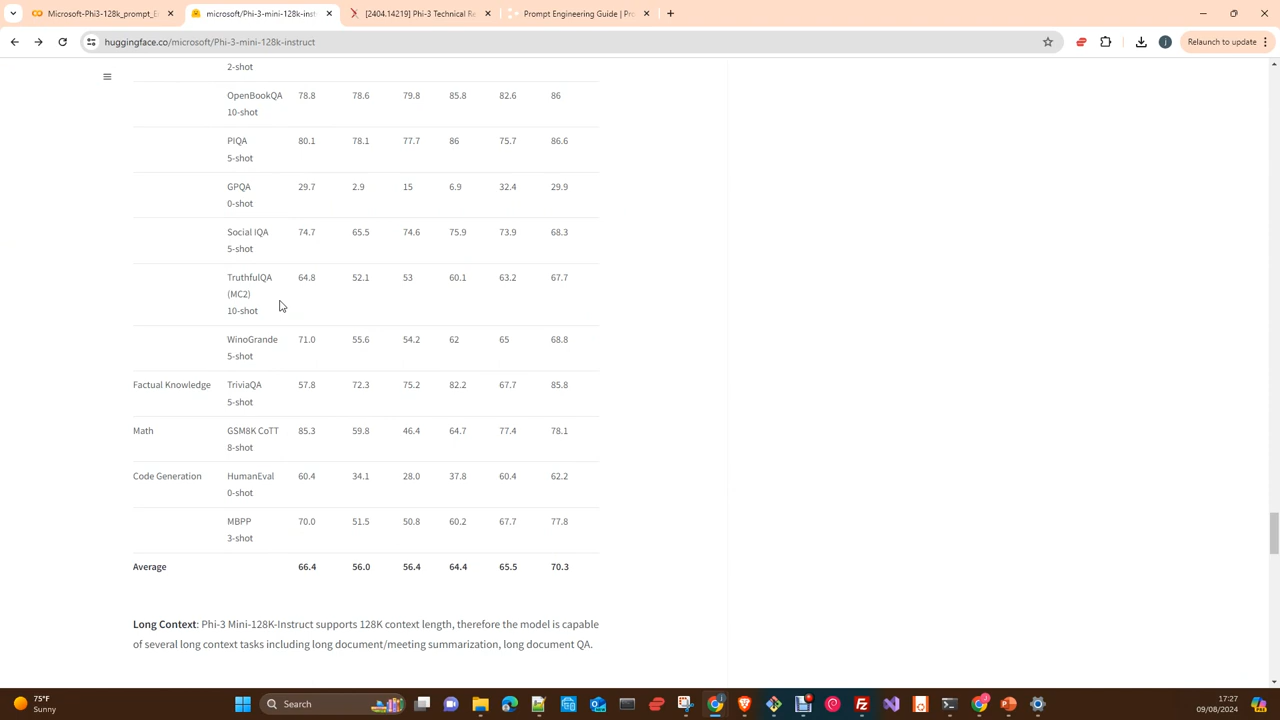 Microsoft-Phi3-128k_prompt_E
microsoft/Phi-3-mini-128k-inst
[2404.14219] Phi-3 Technical Re
Prompt Engineering Guide | Pro
huggingface.co/microsoft/Phi-3-mini-128k-instruct
Relaunch to update
2-shot
OpenBookQA 78.8 78.6 79.8 85.8 82.6 86
10-shot
PIQA 80.1 78.1 77.7 86 75.7 86.6
5-shot
GPQA 29.7 2.9 15 6.9 32.4 29.9
0-shot
Social IQA 74.7 65.5 74.6 75.9 73.9 68.3
5-shot
TruthfulQA 64.8 52.1 53 60.1 63.2 67.7
(MC2)
10-shot
WinoGrande 71.0 55.6 54.2 62 65 68.8
5-shot
Factual Knowledge TriviaQA 57.8 72.3 75.2 82.2 67.7 85.8
5-shot
Math GSM8K CoTT 85.3 59.8 46.4 64.7 77.4 78.1
8-shot
Code Generation HumanEval 60.4 34.1 28.0 37.8 60.4 62.2
0-shot
MBPP 70.0 51.5 50.8 60.2 67.7 77.8
3-shot
Average 66.4 56.0 56.4 64.4 65.5 70.3
Long Context: Phi-3 Mini-128K-Instruct supports 128K context length, therefore the model is capable
of several long context tasks including long document/meeting summarization, long document QA.
75°F
Sunny
Search
17:27
09/08/2024